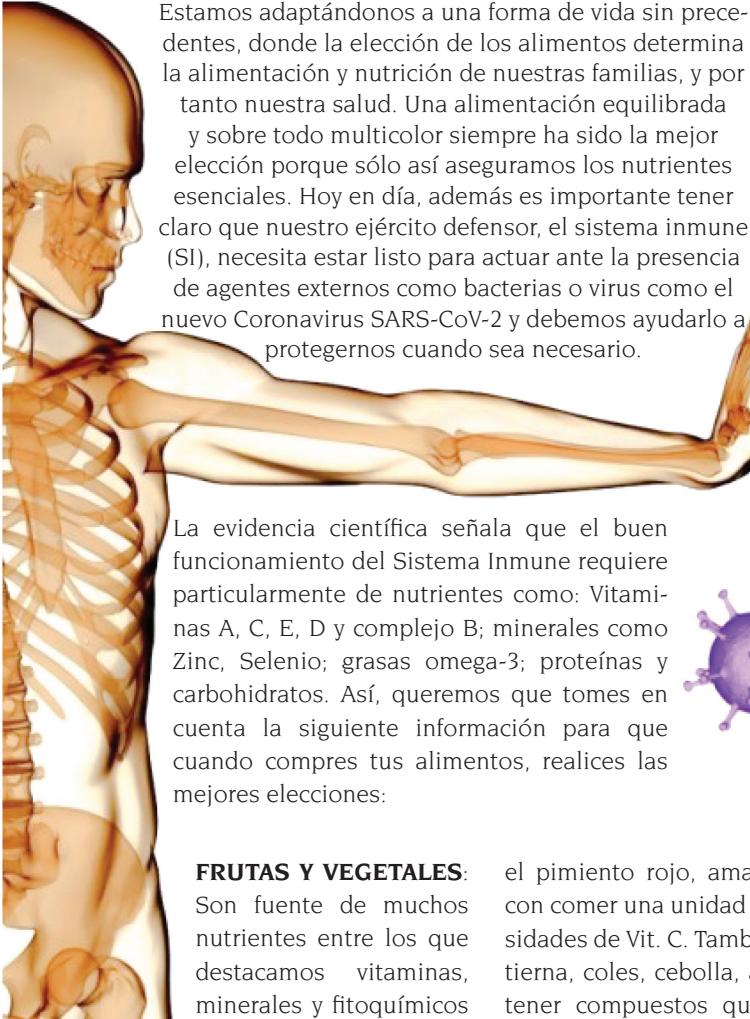 Estamos adaptándonos a una forma de vida sin prece-
dentes, donde la elección de los alimentos determina
la alimentación y nutrición de nuestras familias, y por
tanto nuestra salud. Una alimentación equilibrada
y sobre todo multicolor siempre ha sido la mejor
elección porque sólo así aseguramos los nutrientes
esenciales. Hoy en día, además es importante tener
claro que nuestro ejército defensor, el sistema inmune
(SI), necesita estar listo para actuar ante la presencia
de agentes externos como bacterias o virus como el
nuevo Coronavirus SARS-CoV-2 y debemos ayudarlo a
protegernos cuando sea necesario.
La evidencia científica señala que el buen
funcionamiento del Sistema Inmune requiere
particularmente de nutrientes como: Vitami-
nas A, C, E, D y complejo B; minerales como
Zinc, Selenio; grasas omega-3; proteínas y
carbohidratos. Así, queremos que tomes en
cuenta la siguiente información para que
cuando compres tus alimentos, realices las
mejores elecciones:
FRUTAS Y VEGETALES:
Son fuente de muchos
nutrientes entre los que
destacamos vitaminas,
minerales y fitoquímicos
el pimiento rojo, ama
con comer una unidad
sidades de Vit. C. Tamb
tierna, coles, cebolla,
tener compuestos qu